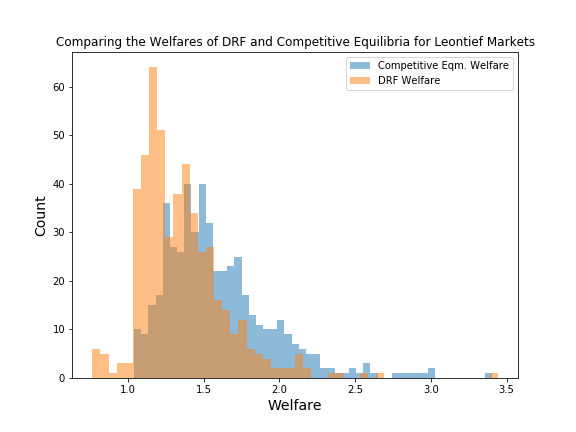 Comparing the Welfares of DRF and Competitive Equilibria for Leontief Markets
Competitive Eqm. Welfare
DRF Welfare
Count
60
50
40
30
20
10
0
1.0 1.5 2.0 2.5 3.0 3.5
Welfare